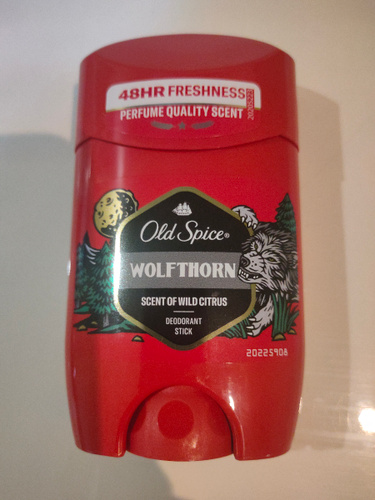 48HR FRESHNESS
PERFUME QUALITY SCENT
Old Spice®
WOLFTHORN
SCENT OF WILD CITRUS
DEODORANT
STICK
20225908